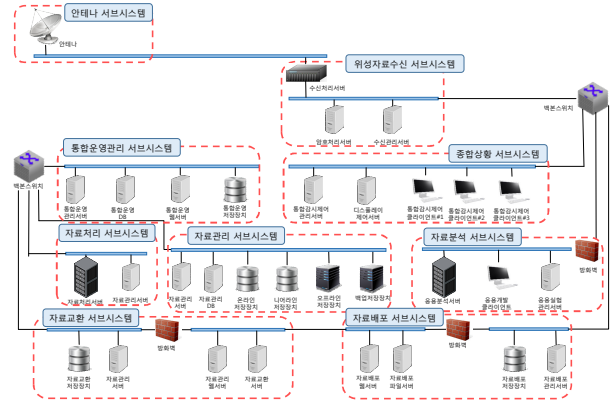 안테나 서브시스템
안테나
위성자료수신 서브시스템
수신처리서버
백본스위치
암호처리서버
수신관리서버
통합운영관리 서브시스템
종합상황 서브시스템
백본스위치
통합운영
관리서버
통합운영
DB
통합운영
웹서버
통합운영
저장장치
통합감시제어
관리서버
디스플레이
제어서버
통합감시제어
클라이언트#1
통합감시제어
클라이언트#2
통합감시제어
클라이언트#3
자료처리 서브시스템
자료관리 서브시스템
자료분석 서브시스템
방화벽
자료처리서버
자료관리서버
자료관리
서버
자료관리
DB
온라인
저장장치
니어라인
저장장치
오프라인
저장장치
백업저장장치
응용분석서버
응용개발
클라이언트
응용실험
관리서버
자료교환 서브시스템
자료배포 서브시스템
방화벽
방화벽
자료교환
저장장치
자료관리
서버
자료관리
웹서버
자료교환
서버
자료배포
웹서버
자료배포
파일서버
자료배포
저장장치
자료배포
관리서버